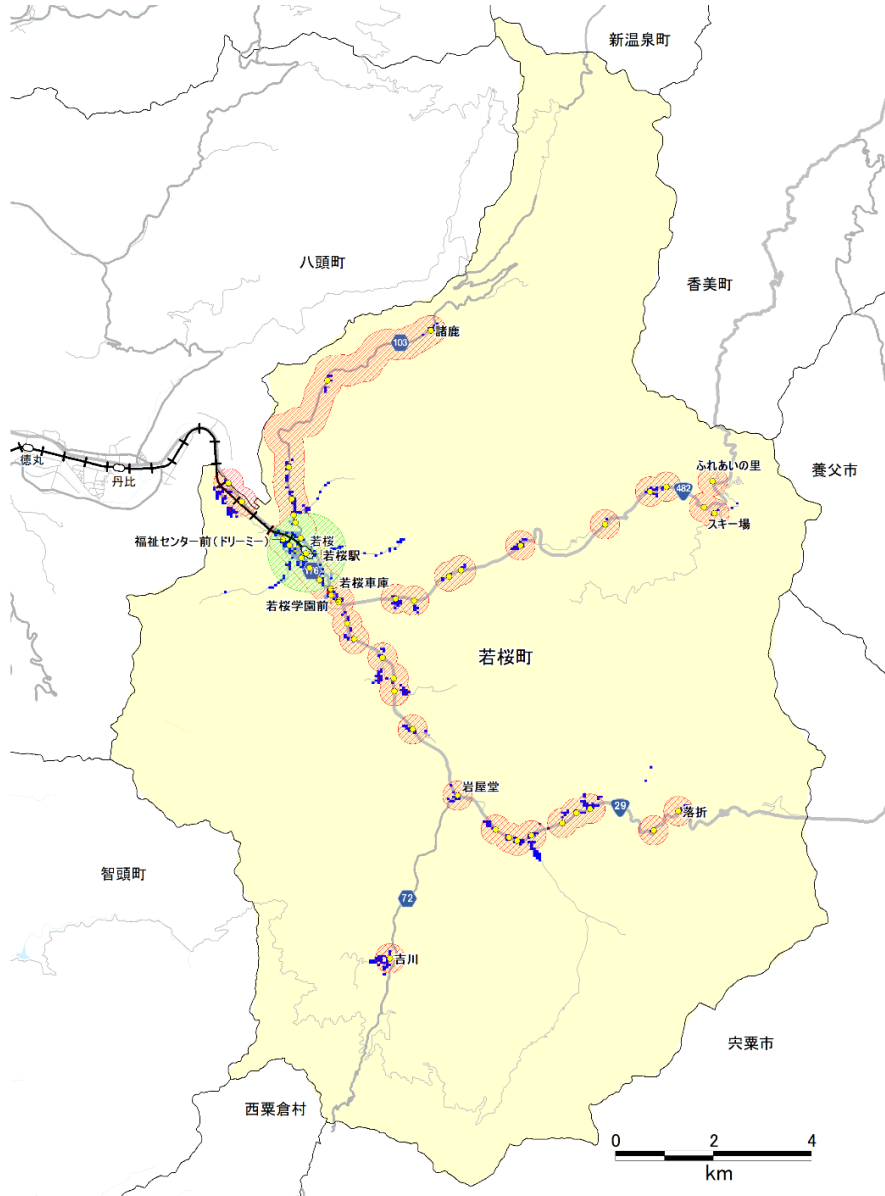 新温泉町
八頭町
香美町
諸鹿
103
徳丸
丹比
ふれあいの里
養父市
482
スキー場
福祉センター前(ドリーミー)
若桜
若桜駅
若桜車庫
若桜学園前
若桜町
岩屋堂
29
落折
智頭町
72
吉川
宍粟市
西粟倉村
0 2 4
km